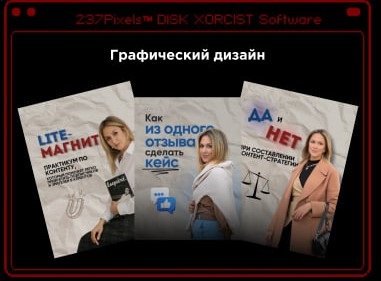 237Pixels™ DISK XORCIST Software
Графический дизайн
LITE-
МАГНИТ
ПРАКТИКУМ ПО
КОНТЕНТУ,
Как
из одного
отзыва
сделать
кейс
ДА и
НЕТ
ПРИ СОСТАВЛЕНИИ
КОНТЕНТ-СТРАТЕГИИ